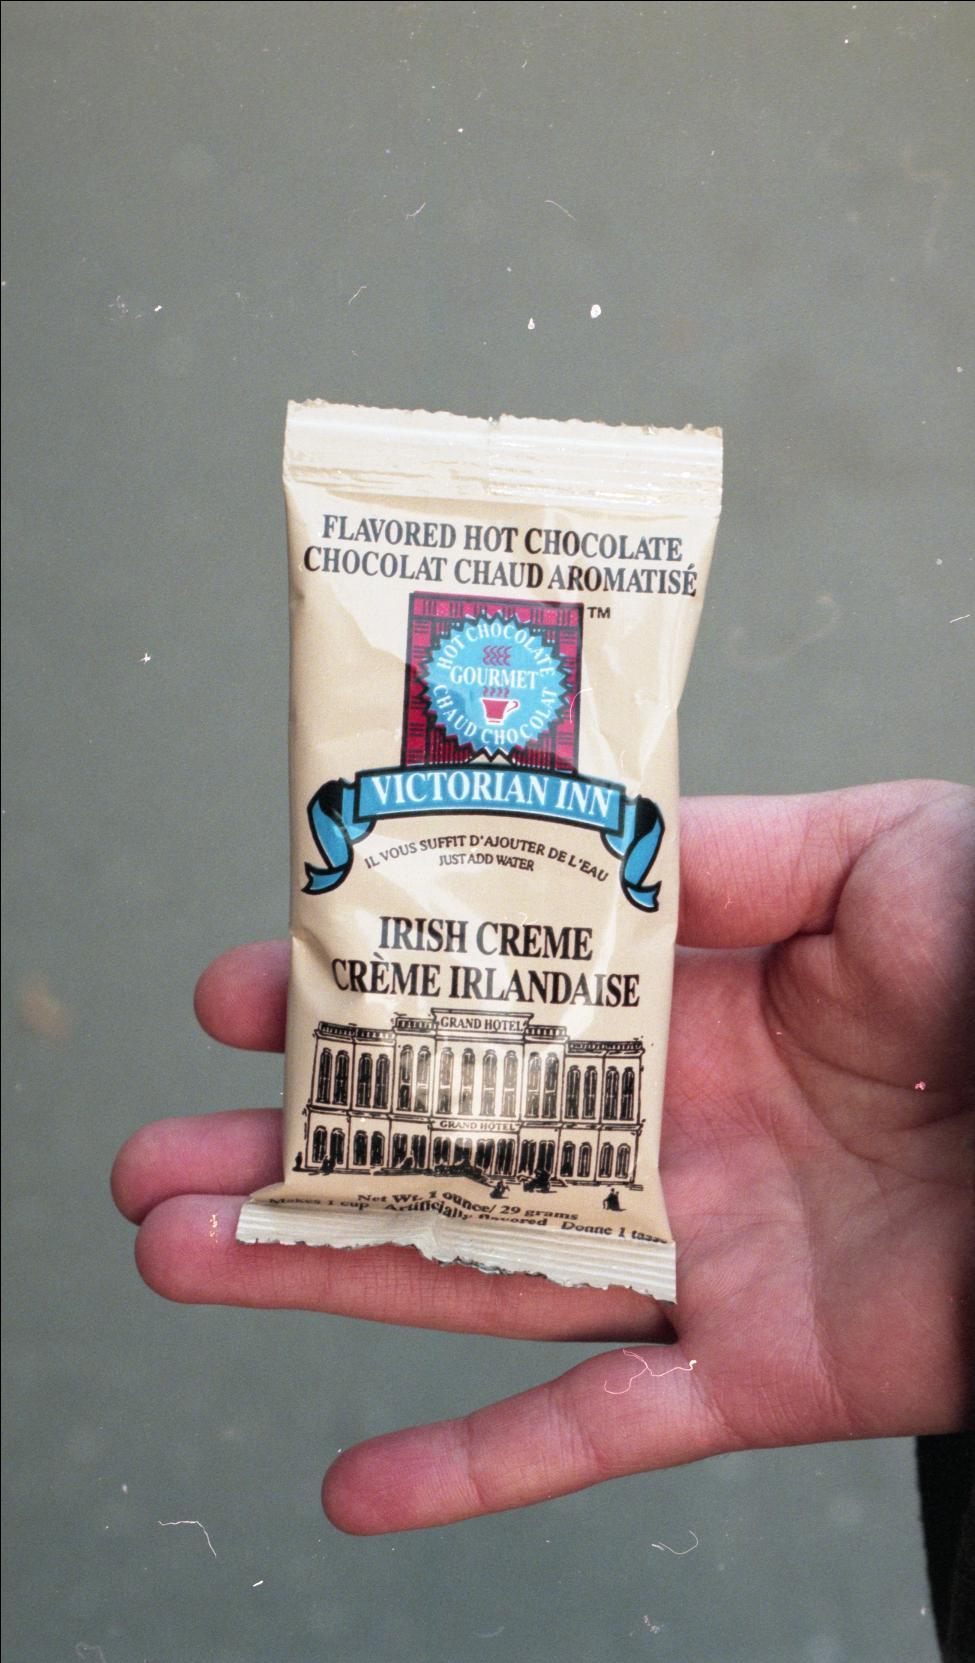 FLAVORED HOT CHOCOLATE
CHOCOLAT CHAUD AROMATISÉ
TM
HOT CHOCOLATE
GOURMET
CHAUD CHOCOLAT
VICTORIAN INN
IL VOUS SUFFIT D'AJOUTER DE L'EAU
JUST ADD WATER
IRISH CREME
CRÈME IRLANDAISE
GRAND HOTEL
GRAND HOTEL
Net Wt. 1 ounce/ 29 grams
Makes 1 cup Artificially flavored Donne 1 tasse